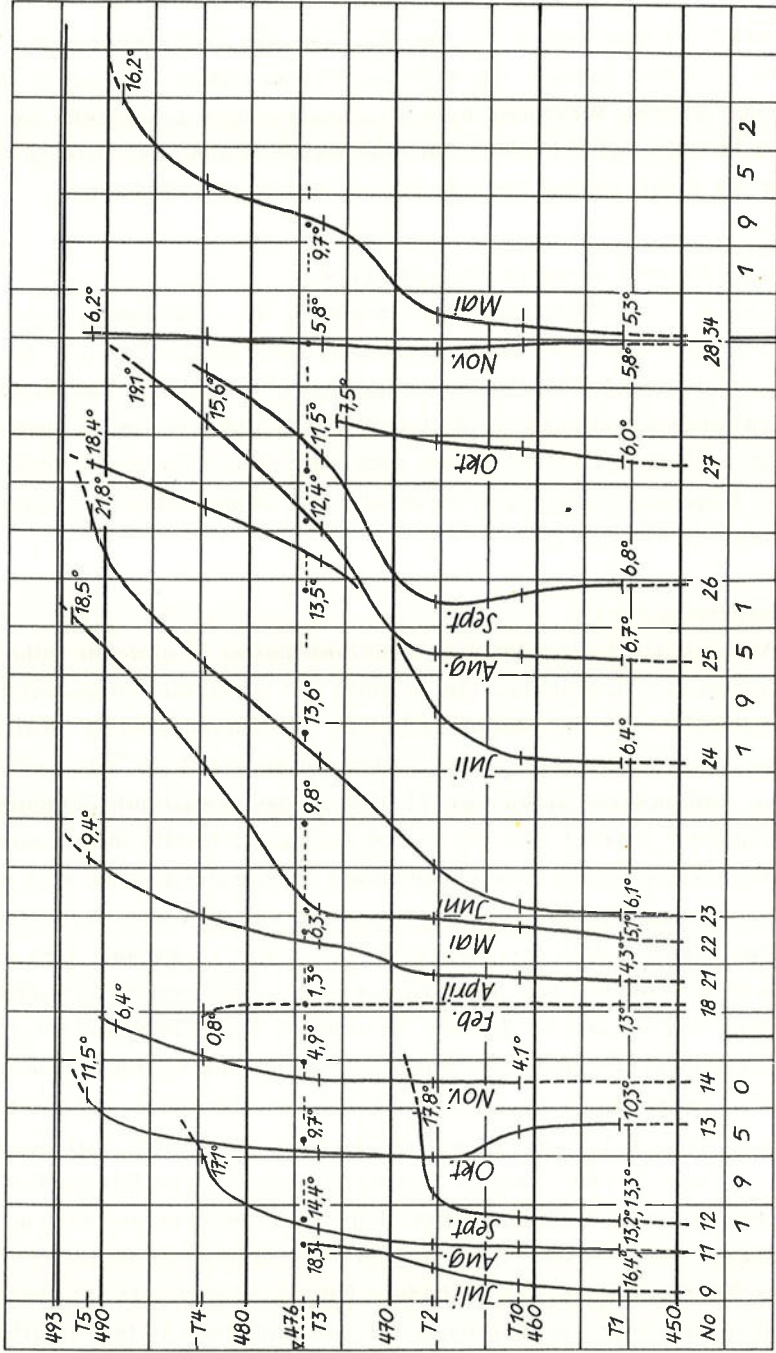 493
T5 11,5° 9,4° 18,5° 21,8° 18,4° 6,2°
490 6,4° 19,1° 16,2°
T4 17,1° 0,8° 15,6°
480
476 18,3 14,4° 9,7° 4,9° 1,3° 6,3° 9,8° 13,6° 13,5° 12,4° 11,5° 5,8° 9,7°
T3 7,5°
470
T2 17,8°
Juli Aug. Sept. Okt. Nov. Feb. April Mai Juni Juli Aug. Sept. Okt. Nov. Mai
T10 4,1°
460
T1 16,4° 13,2° 13,3° 10,3° 1,3° 4,3° 15,1° 6,1° 6,4° 6,7° 6,8° 6,0° 5,8° 5,3°
450
No 9 11 12 13 14 18 21 22 23 24 25 26 27 28,34
1 9 5 0 1 9 5 1 1 9 5 2